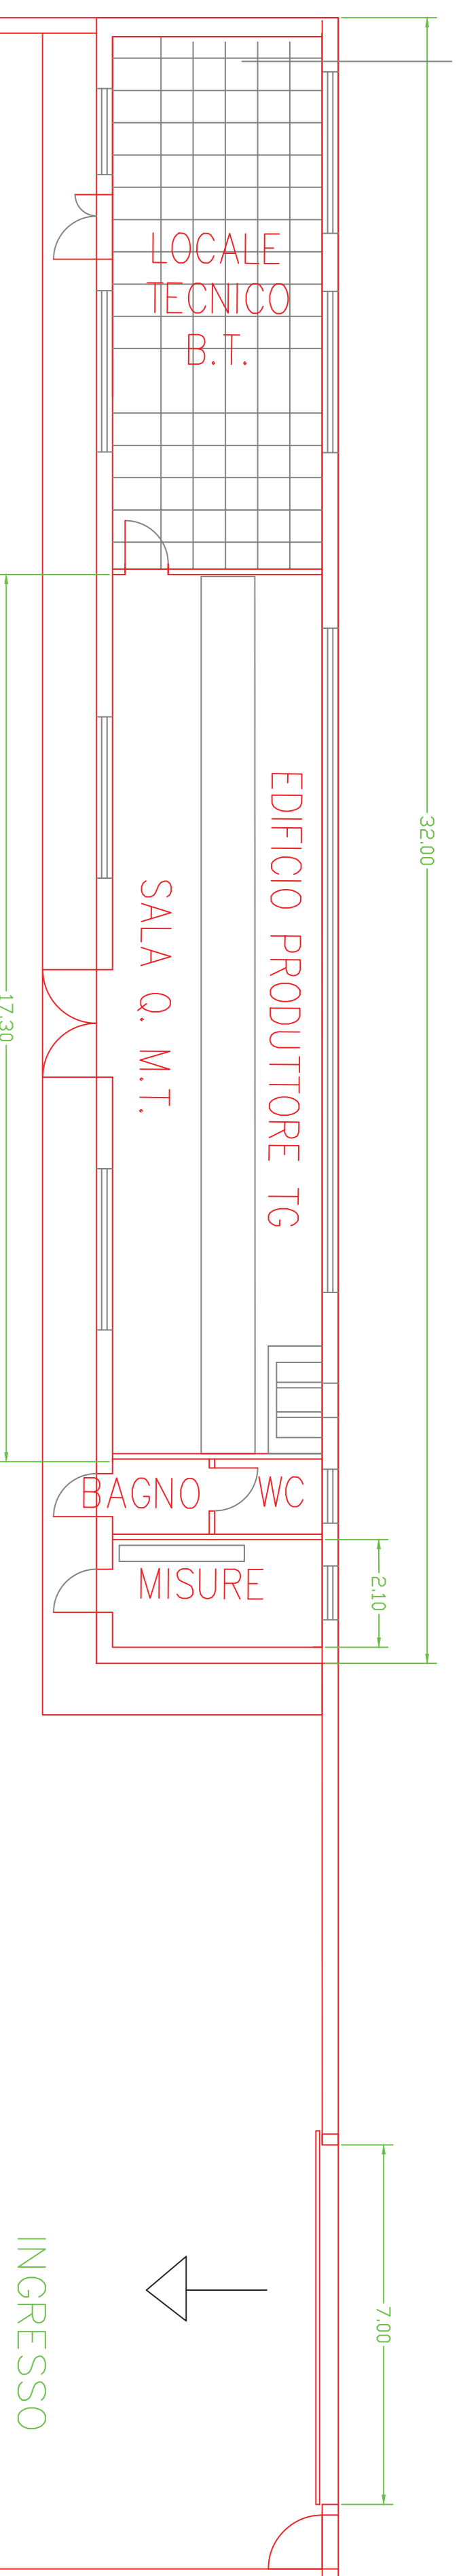 LOCALE
TECNICO
B.T.
32,00
EDIFICIO PRODUTTORE TG
SALA Q. M.T.
17,30
BAGNO
WC
MISURE
2,10
7,00
INGRESSO